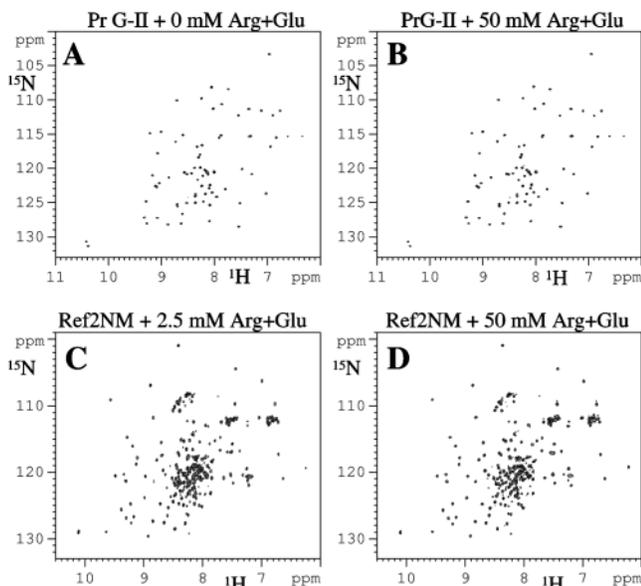 Pr G-II + 0 mM Arg+Glu
PrG-II + 50 mM Arg+Glu
ppm
105
15N
110
115
120
125
130
A
11 10 9 8 1H 7 ppm
ppm
105
15N
110
115
120
125
130
B
11 10 9 8 1H 7 ppm
Ref2NM + 2.5 mM Arg+Glu
Ref2NM + 50 mM Arg+Glu
ppm
15N
110
120
130
C
10 9 8 1H 7 ppm
ppm
15N
110
120
130
D
10 9 8 1H 7 ppm